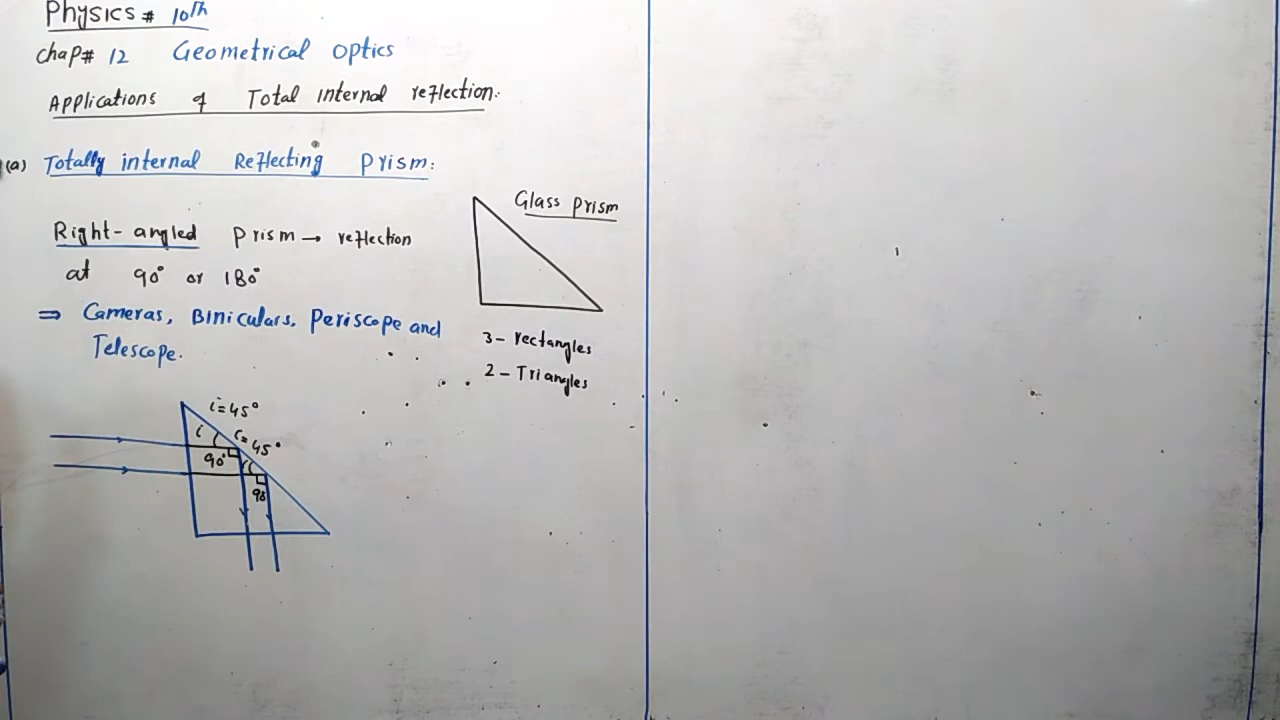 Physics # 10th
Chap# 12 Geometrical optics
Applications of Total internal reflection.
(a) Totally internal Reflecting prism:
Right-angled prism → reflection
at 90° or 180°
⇒ Cameras, Biniculars, Periscope and
Telescope.
Glass prism
3 - rectangles
2 - Triangles
i=45°
i
i=45°
90°
r
90